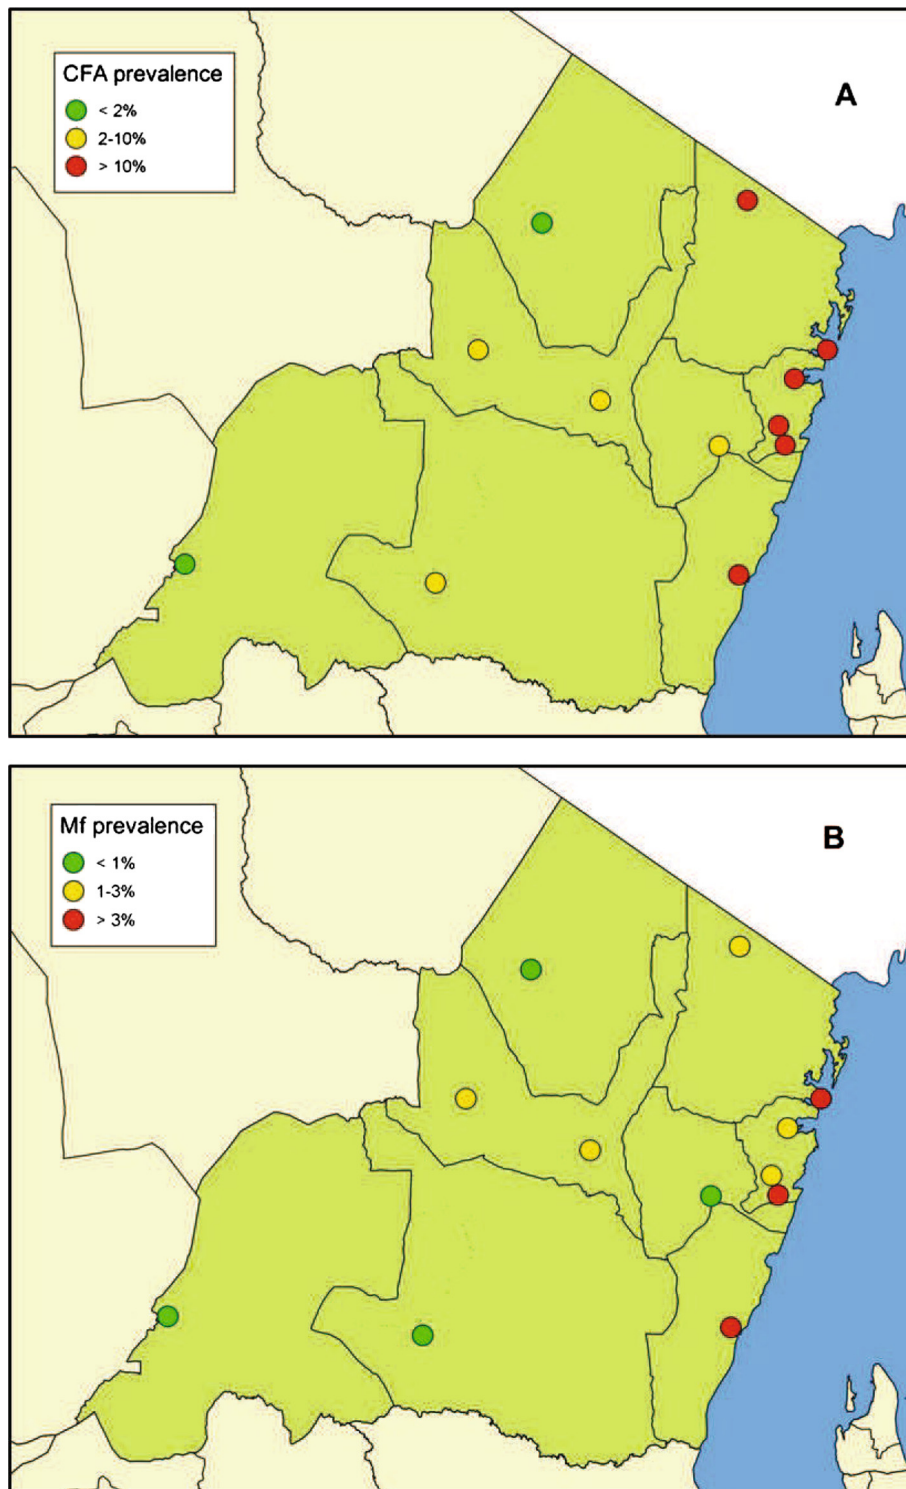 A
CFA prevalence
< 2%
2-10%
> 10%
B
Mf prevalence
< 1%
1-3%
> 3%